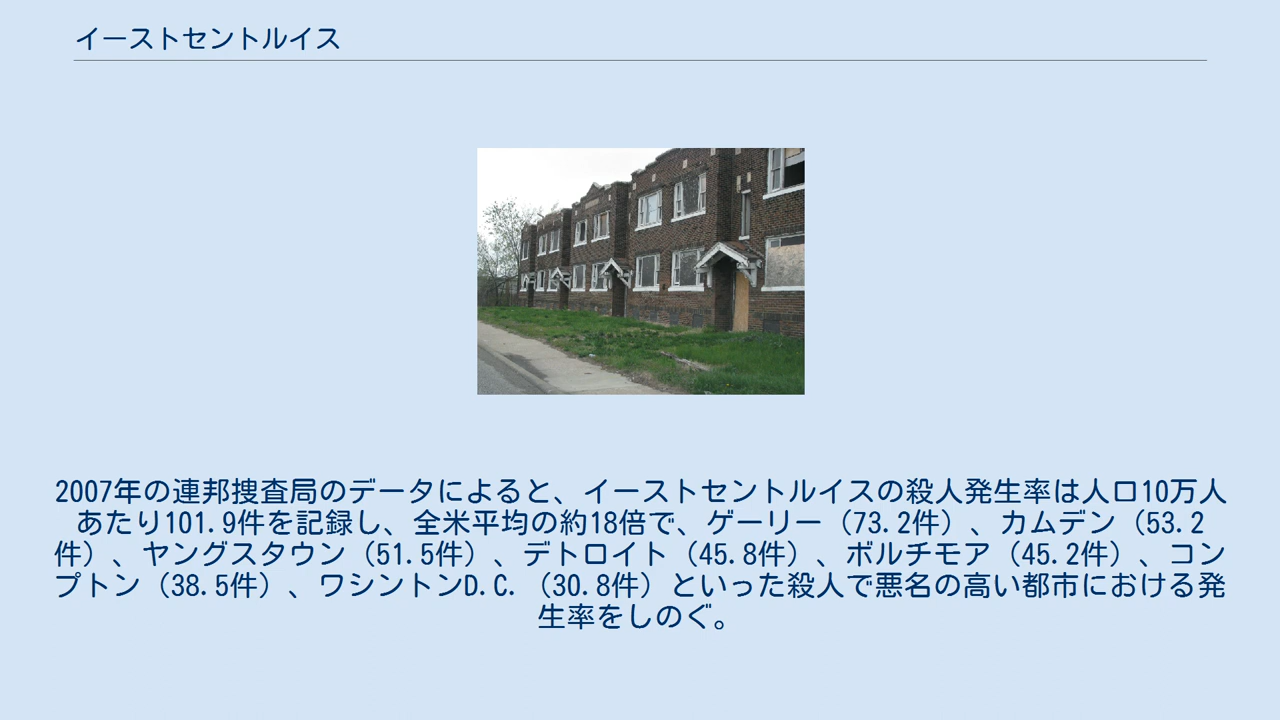 イーストセントルイス
2007年の連邦捜査局のデータによると、イーストセントルイスの殺人発生率は人口10万人
あたり101.9件を記録し、全米平均の約18倍で、ゲーリー（73.2件）、カムデン（53.2
件）、ヤングスタウン（51.5件）、デトロイト（45.8件）、ボルチモア（45.2件）、コン
プトン（38.5件）、ワシントンD.C.（30.8件）といった殺人で悪名の高い都市における発
生率をしのぐ。